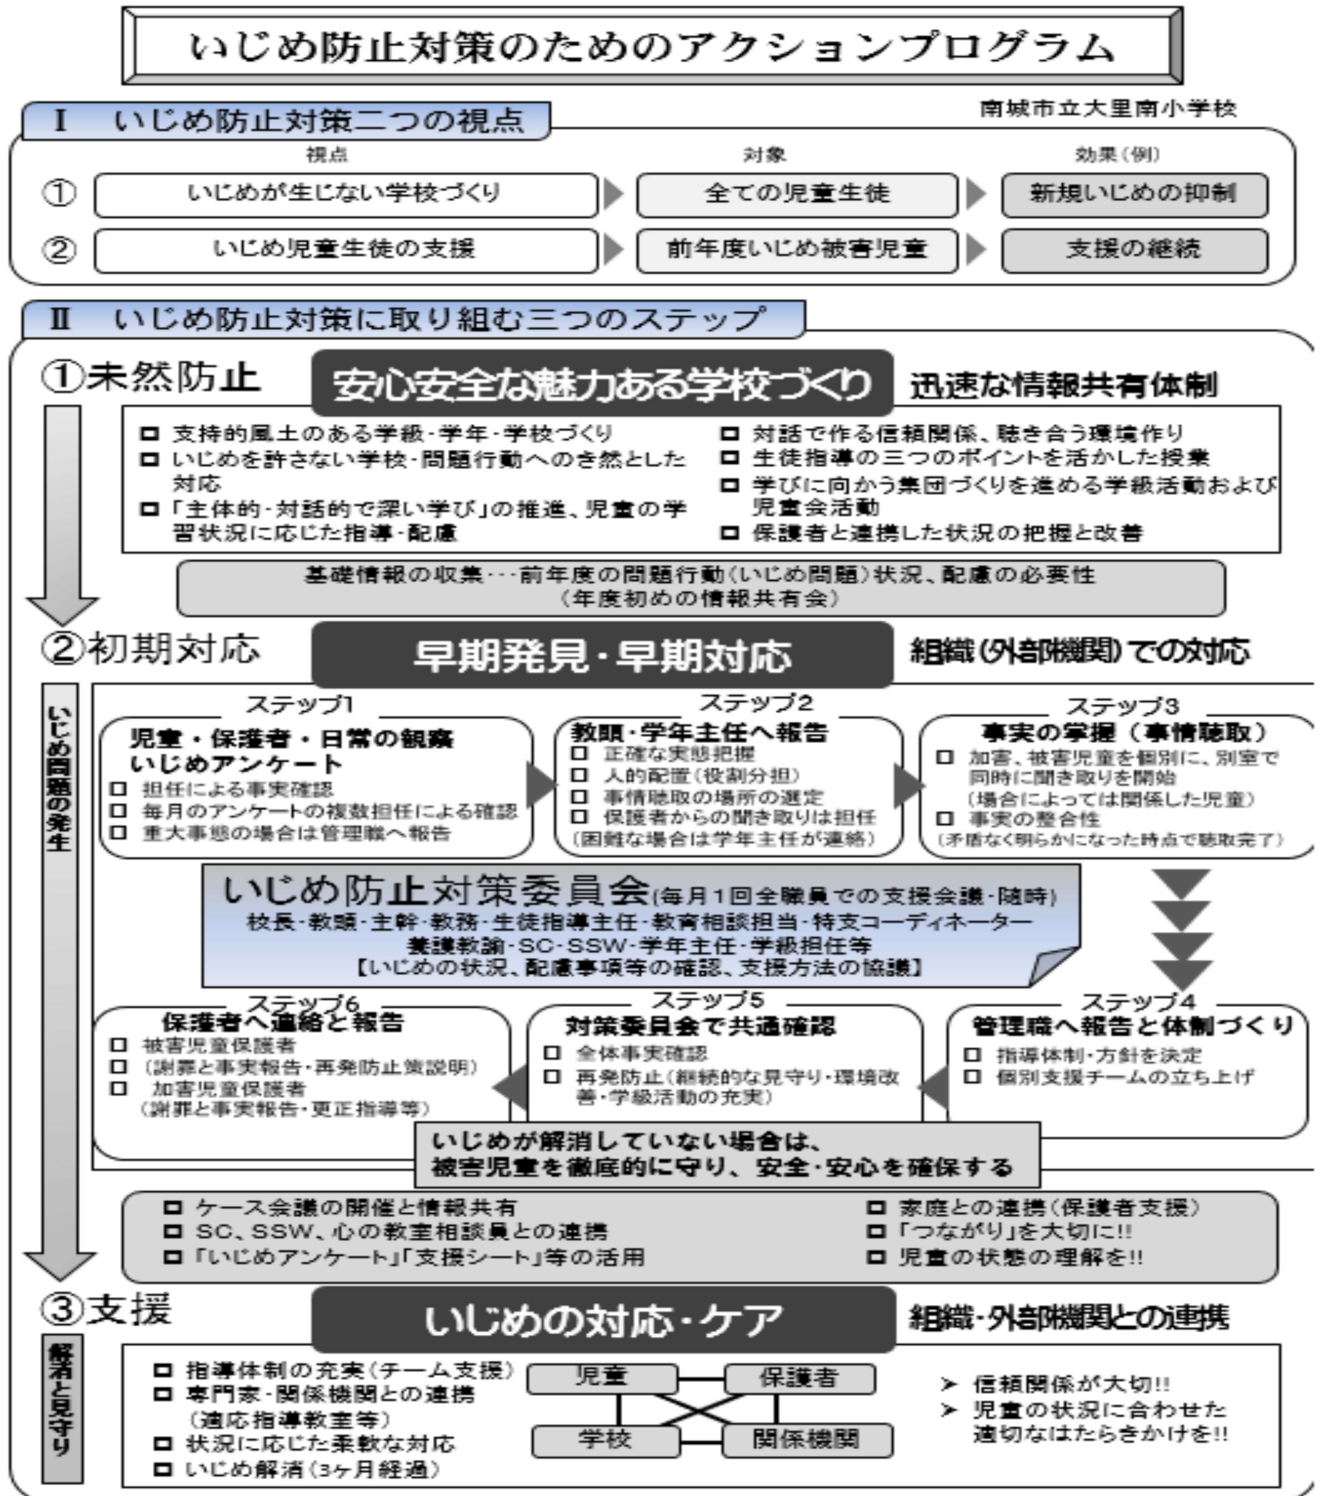 いじめ防止対策のためのアクションプログラム
南城市立大里南小学校
Ⅰ いじめ防止対策二つの視点
視点 対象 効果(例)
① いじめが生じない学校づくり 全ての児童生徒 新規いじめの抑制
② いじめ児童生徒の支援 前年度いじめ被害児童 支援の継続
Ⅱ いじめ防止対策に取り組む三つのステップ
①未然防止 安心安全な魅力ある学校づくり 迅速な情報共有体制
支持的風土のある学級・学年・学校づくり
いじめを許さない学校・問題行動へのき然とした
対応
「主体的・対話的で深い学び」の推進、児童の学
習状況に応じた指導・配慮
対話で作る信頼関係、聴き合う環境作り
生徒指導の三つのポイントを活かした授業
学びに向かう集団づくりを進める学級活動および
児童会活動
保護者と連携した状況の把握と改善
基礎情報の収集・・・前年度の問題行動(いじめ問題)状況、配慮の必要性
(年度初めの情報共有会)
②初期対応 早期発見・早期対応 組織(外部機関)での対応
いじめ問題の発生
ステップ1
児童・保護者・日常の観察
いじめアンケート
担任による事実確認
毎月のアンケートの複数担任による確認
重大事態の場合は管理職へ報告
ステップ2
教頭・学年主任へ報告
正確な実態把握
人的配置(役割分担)
事情聴取の場所の選定
保護者からの聞き取りは担任
(困難な場合は学年主任が連絡)
ステップ3
事実の掌握(事情聴取)
加害、被害児童を個別に、別室で
同時に聞き取りを開始
(場合によっては関係した児童)
事実の整合性
(矛盾なく明らかになった時点で聴取完了)
いじめ防止対策委員会(毎月1回全職員での支援会議・随時)
校長・教頭・主幹・教務・生徒指導主任・教育相談担当・特支コーディネーター
養護教諭・SC・SSW・学年主任・学級担任等
【いじめの状況、配慮事項等の確認、支援方法の協議】
ステップ6
保護者へ連絡と報告
被害児童保護者
(謝罪と事実報告・再発防止策説明)
加害児童保護者
(謝罪と事実報告・更正指導等)
ステップ5
対策委員会で共通確認
全体事実確認
再発防止(継続的な見守り・環境改
善・学級活動の充実)
ステップ4
管理職へ報告と体制づくり
指導体制・方針を決定
個別支援チームの立ち上げ
いじめが解消していない場合は、
被害児童を徹底的に守り、安全・安心を確保する
ケース会議の開催と情報共有
SC、SSW、心の教室相談員との連携
「いじめアンケート」「支援シート」等の活用
家庭との連携(保護者支援)
「つながり」を大切に!!
児童の状態の理解を!!
③支援 いじめの対応・ケア 組織・外部機関との連携
解消と見守り
指導体制の充実(チーム支援)
専門家・関係機関との連携
(適応指導教室等)
状況に応じた柔軟な対応
いじめ解消(3ヶ月経過)
児童 保護者
学校 関係機関
➢ 信頼関係が大切!!
➢ 児童の状況に合わせた
適切なはたらきかけを!!